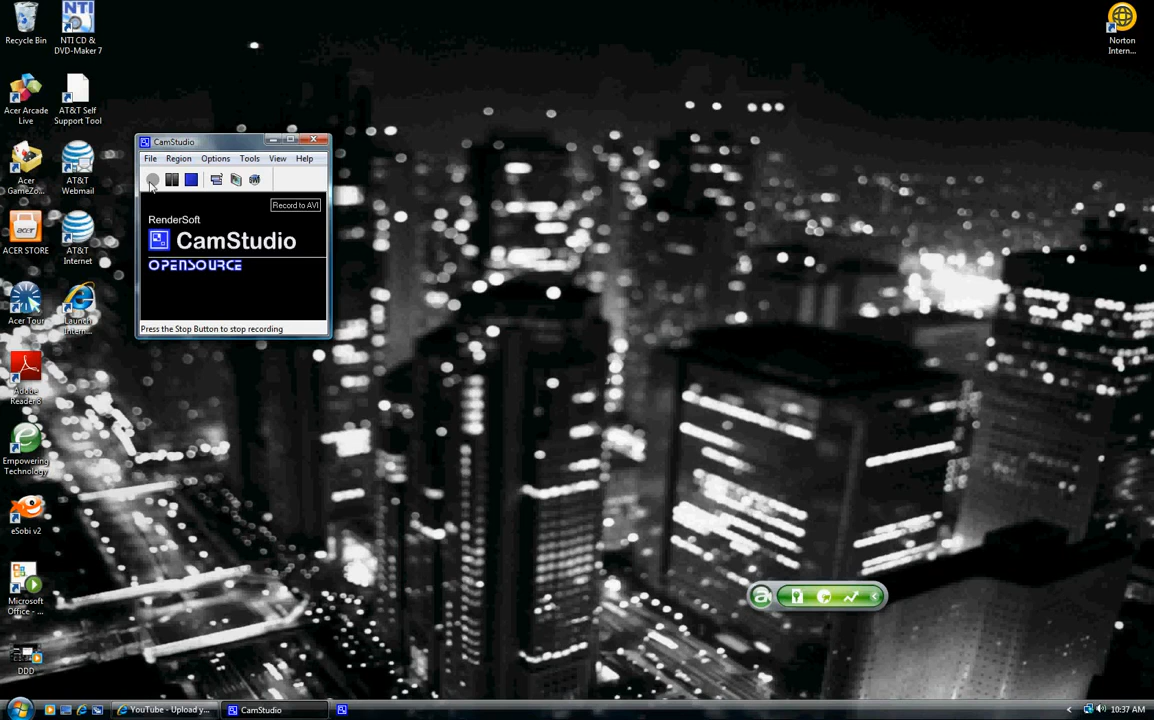 Recycle Bin
NTI
NTI CD &
DVD-Maker 7
Norton
Intern...
Acer Arcade
Live
AT&T Self
Support Tool
Acer
GameZo...
AT&T
Webmail
acer
ACER STORE
AT&T
Internet
Acer Tour
Launch
Intern...
Adobe
Reader 8
Empowering
Technology
eSobi v2
Microsoft
Office - ...
DDD
CamStudio
File Region Options Tools View Help
Record to AVI
RenderSoft
CamStudio
OPENSOURCE
Press the Stop Button to stop recording
YouTube - Upload y...
CamStudio
10:37 AM